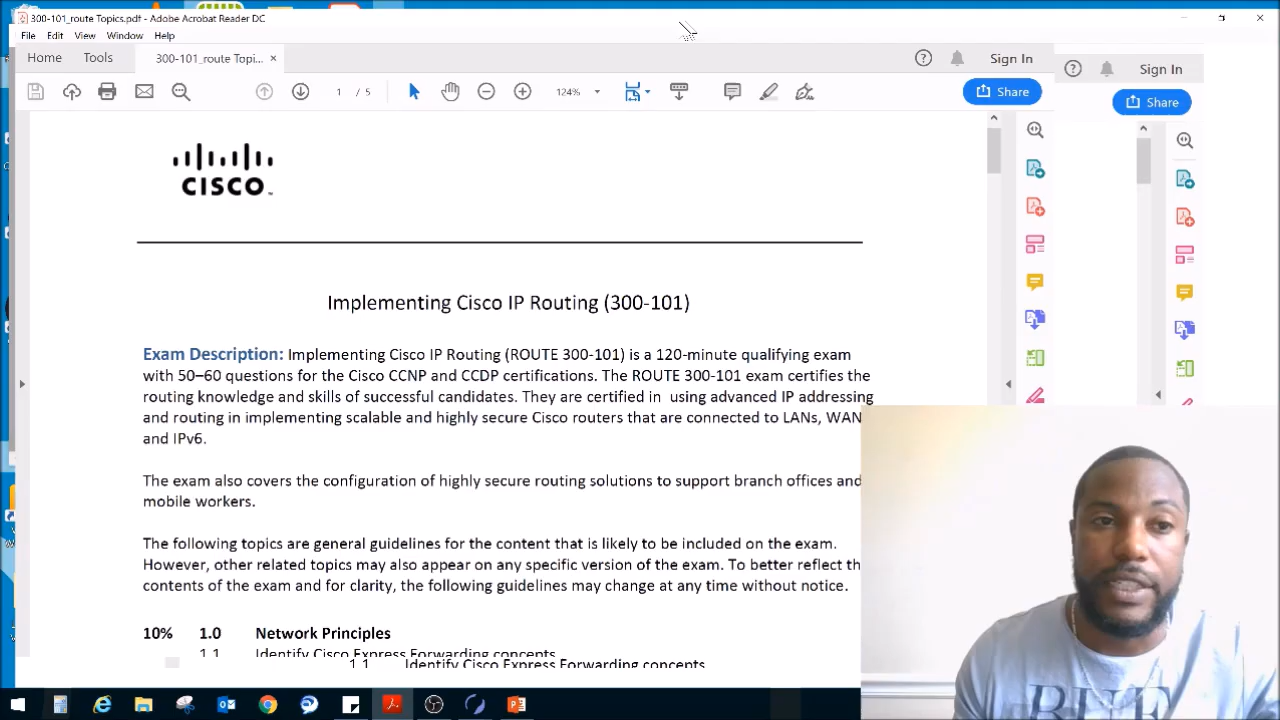 300-101_route Topics.pdf - Adobe Acrobat Reader DC
File Edit View Window Help
Home Tools 300-101_route Topi... × Sign In
Sign In
1 / 5 124% Share
Share
CISCO
Implementing Cisco IP Routing (300-101)
Exam Description: Implementing Cisco IP Routing (ROUTE 300-101) is a 120-minute qualifying exam
with 50–60 questions for the Cisco CCNP and CCDP certifications. The ROUTE 300-101 exam certifies the
routing knowledge and skills of successful candidates. They are certified in using advanced IP addressing
and routing in implementing scalable and highly secure Cisco routers that are connected to LANs, WAN
and IPv6.
The exam also covers the configuration of highly secure routing solutions to support branch offices and
mobile workers.
The following topics are general guidelines for the content that is likely to be included on the exam.
However, other related topics may also appear on any specific version of the exam. To better reflect th
contents of the exam and for clarity, the following guidelines may change at any time without notice.
10% 1.0 Network Principles
1.1 Identify Cisco Express Forwarding concepts
1.1 Identify Cisco Express Forwarding concepts